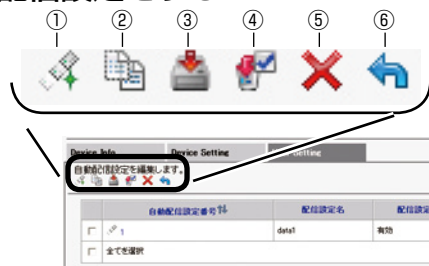 ① ② ③ ④ ⑤ ⑥
Device Info Device Setting Setting
自動配信設定を編集します。
自動配信設定番号 配信設定名 配信設定
1 data1 有効
全てを選択